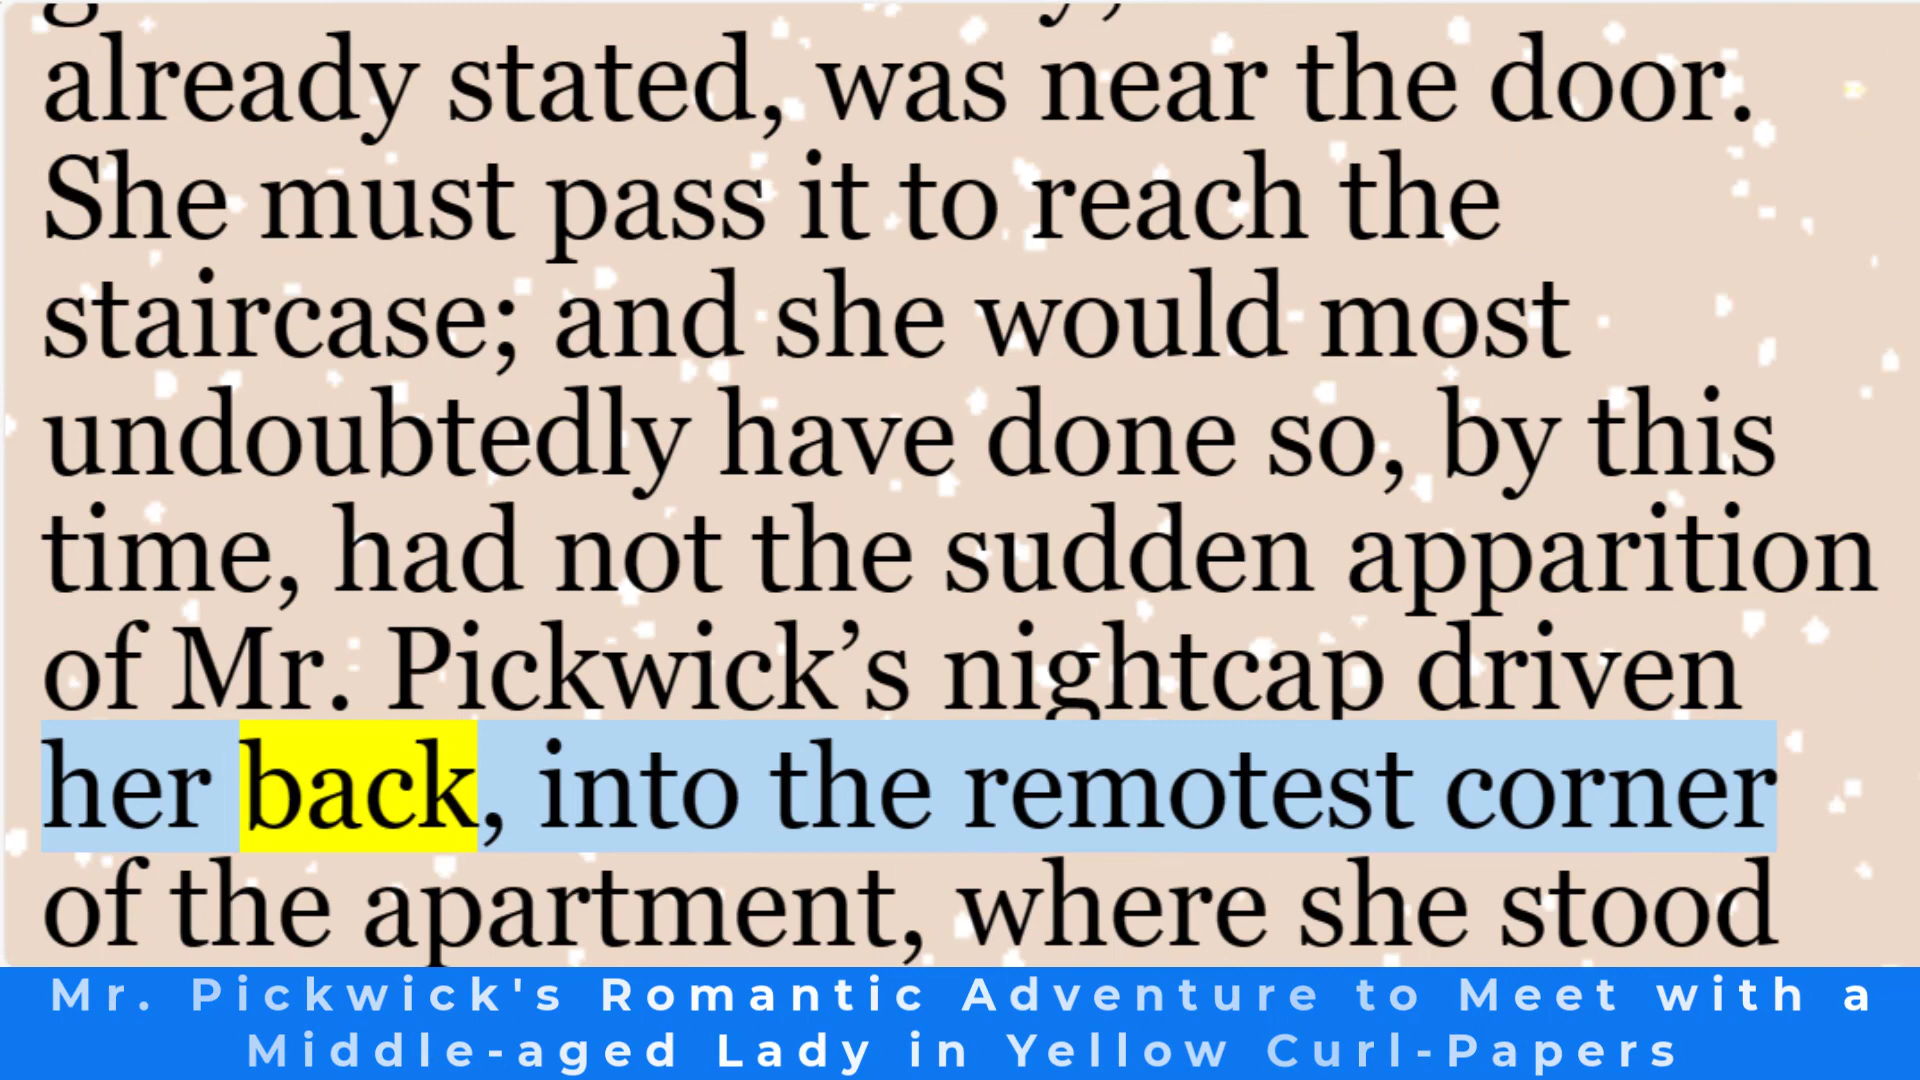 already stated, was near the door.
She must pass it to reach the
staircase; and she would most
undoubtedly have done so, by this
time, had not the sudden apparition
of Mr. Pickwick’s nightcap driven
her back, into the remotest corner
of the apartment, where she stood
Mr. Pickwick's Romantic Adventure to Meet with a
Middle-aged Lady in Yellow Curl-Papers